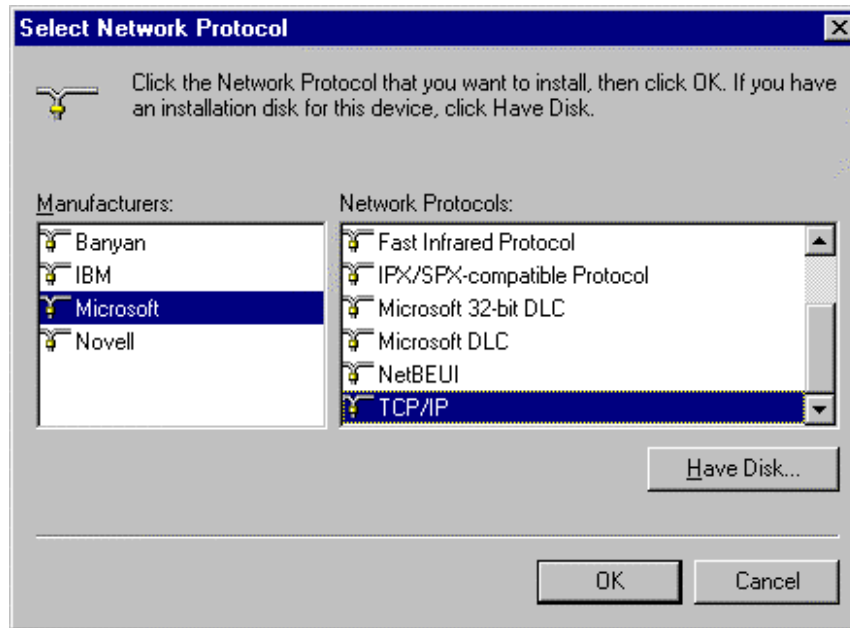 Select Network Protocol
Click the Network Protocol that you want to install, then click OK. If you have
an installation disk for this device, click Have Disk.
Manufacturers:
Banyan
IBM
Microsoft
Novell
Network Protocols:
Fast Infrared Protocol
IPX/SPX-compatible Protocol
Microsoft 32-bit DLC
Microsoft DLC
NetBEUI
TCP/IP
Have Disk...
OK
Cancel